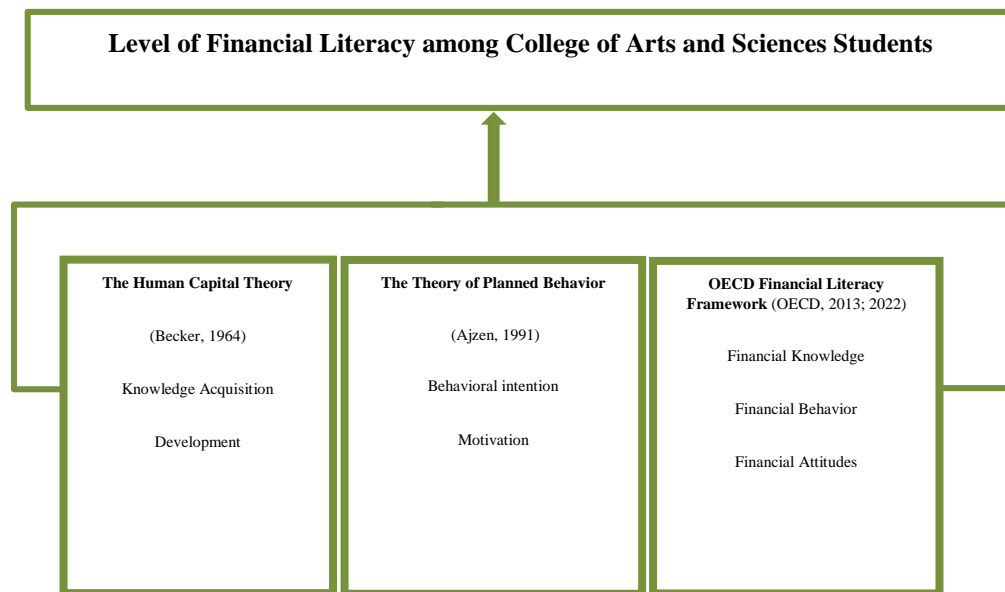 Level of Financial Literacy among College of Arts and Sciences Students
The Human Capital Theory
(Becker, 1964)
Knowledge Acquisition
Development
The Theory of Planned Behavior
(Ajzen, 1991)
Behavioral intention
Motivation
OECD Financial Literacy
Framework (OECD, 2013; 2022)
Financial Knowledge
Financial Behavior
Financial Attitudes